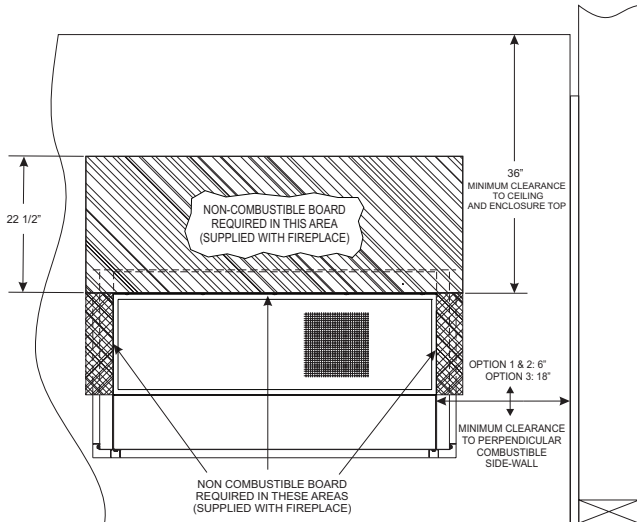 36”
MINIMUM CLEARANCE
TO CEILING
AND ENCLOSURE TOP
22 1/2”
NON-COMBUSTIBLE BOARD
REQUIRED IN THIS AREA
(SUPPLIED WITH FIREPLACE)
OPTION 1 & 2: 6”
OPTION 3: 18”
MINIMUM CLEARANCE
TO PERPENDICULAR
COMBUSTIBLE
SIDE-WALL
NON COMBUSTIBLE BOARD
REQUIRED IN THESE AREAS
(SUPPLIED WITH FIREPLACE)